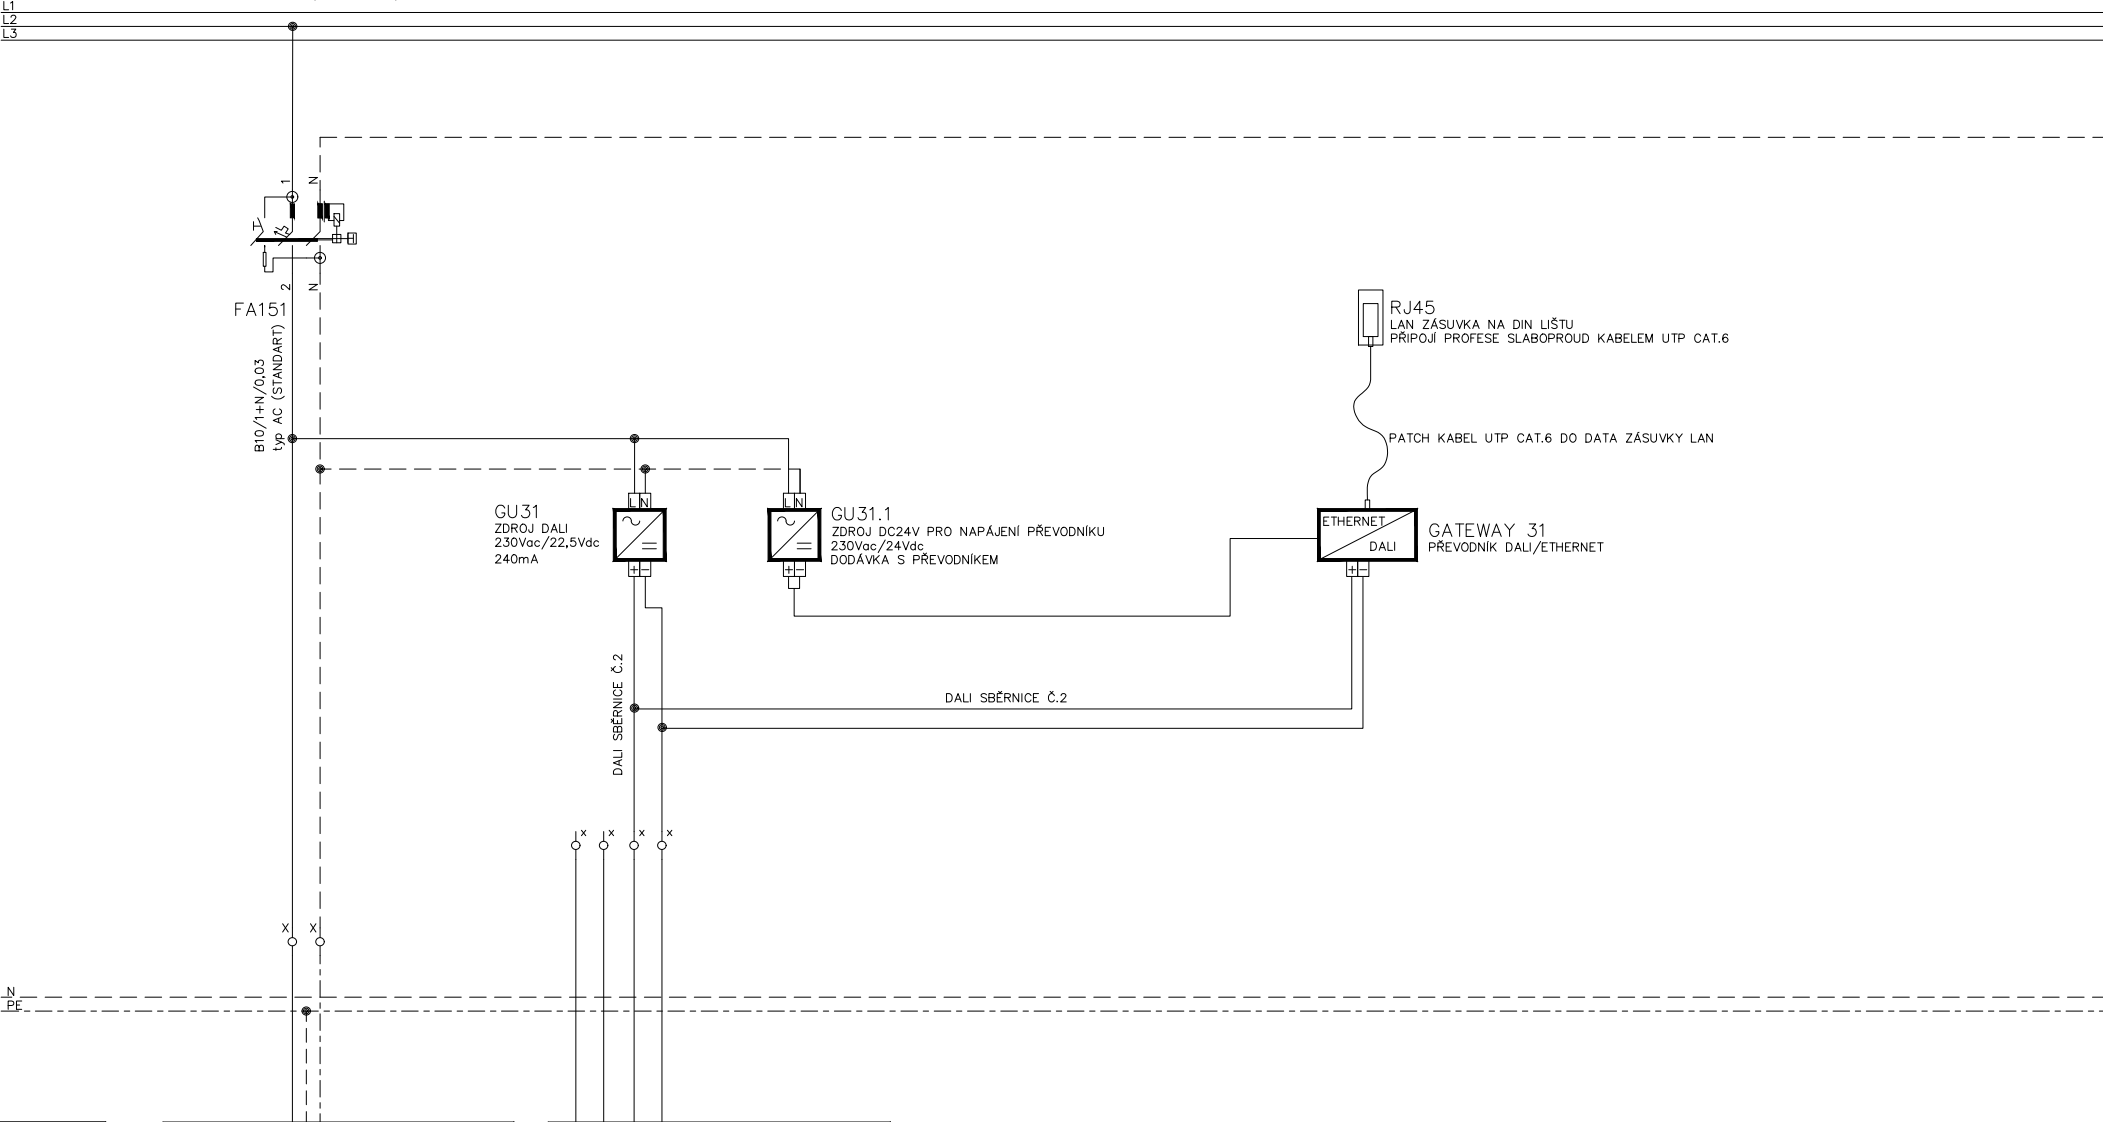 L1
L2
L3
1
N
2
N
FA151
B10/1+N/0,03
typ AC (STANDART)
RJ45
LAN ZÁSUVKA NA DIN LIŠTU
PŘIPOJÍ PROFESE SLABOPROUD KABELEM UTP CAT.6
PATCH KABEL UTP CAT.6 DO DATA ZÁSUVKY LAN
GU31
ZDROJ DALI
230Vac/22,5Vdc
240mA
L N
+ −
GU31.1
ZDROJ DC24V PRO NAPÁJENÍ PŘEVODNÍKU
230Vac/24Vdc
DODÁVKA S PŘEVODNÍKEM
L N
+ −
ETHERNET
DALI
+ −
GATEWAY 31
PŘEVODNÍK DALI/ETHERNET
DALI SBĚRNICE Č.2
DALI SBĚRNICE Č.2
x x x x
X X
N
PE